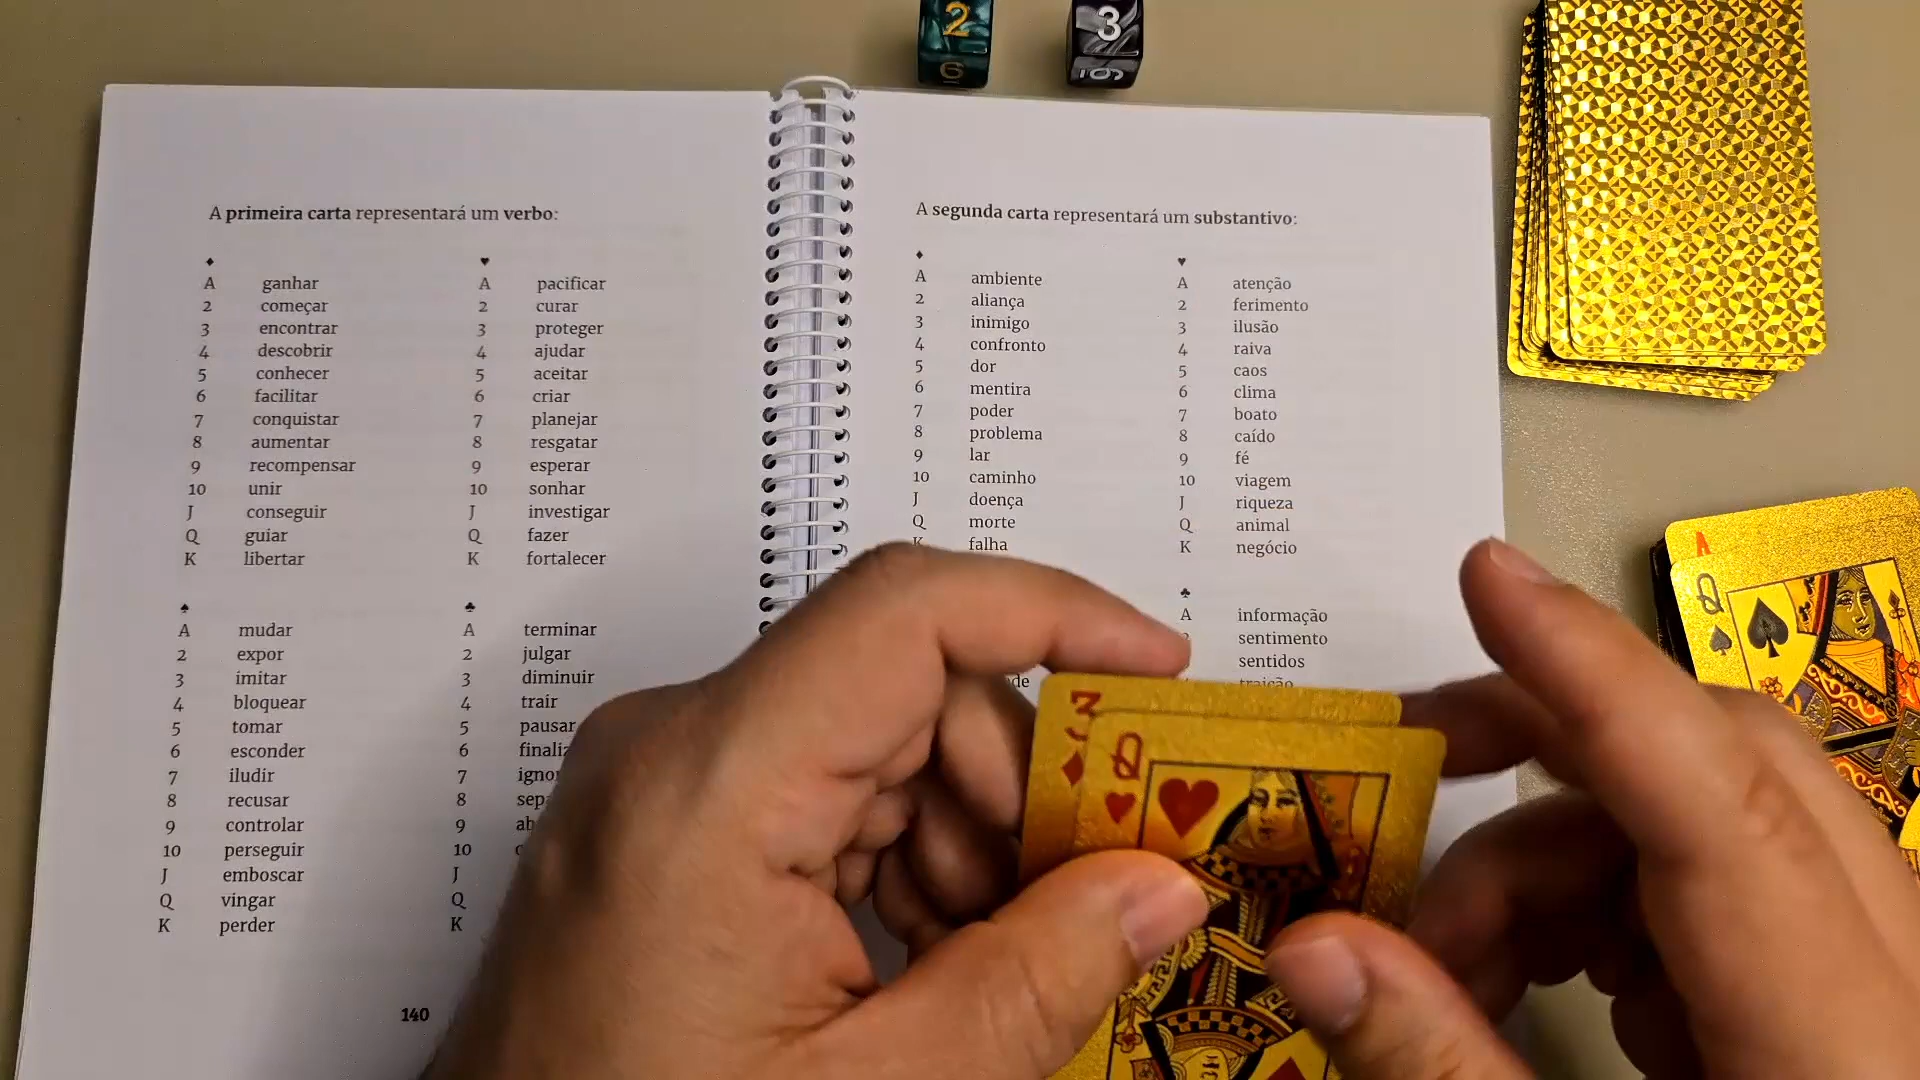 2
6
3
9
A primeira carta representará um verbo:
♦
A ganhar
2 começar
3 encontrar
4 descobrir
5 conhecer
6 facilitar
7 conquistar
8 aumentar
9 recompensar
10 unir
J conseguir
Q guiar
K libertar
♥
A pacificar
2 curar
3 proteger
4 ajudar
5 aceitar
6 criar
7 planejar
8 resgatar
9 esperar
10 sonhar
J investigar
Q fazer
K fortalecer
♠
A mudar
2 expor
3 imitar
4 bloquear
5 tomar
6 esconder
7 iludir
8 recusar
9 controlar
10 perseguir
J emboscar
Q vingar
K perder
♣
A terminar
2 julgar
3 diminuir
4 trair
5 pausar
6
7
8
9
10
J
Q
K
140
A segunda carta representará um substantivo:
♦
A ambiente
2 aliança
3 inimigo
4 confronto
5 dor
6 mentira
7 poder
8 problema
9 lar
10 caminho
J doença
Q morte
K falha
♥
A atenção
2 ferimento
3 ilusão
4 raiva
5 caos
6 clima
7 boato
8 caído
9 fé
10 viagem
J riqueza
Q animal
K negócio
♣
A informação
2 sentimento
sentidos
traição
3
Q
A
Q